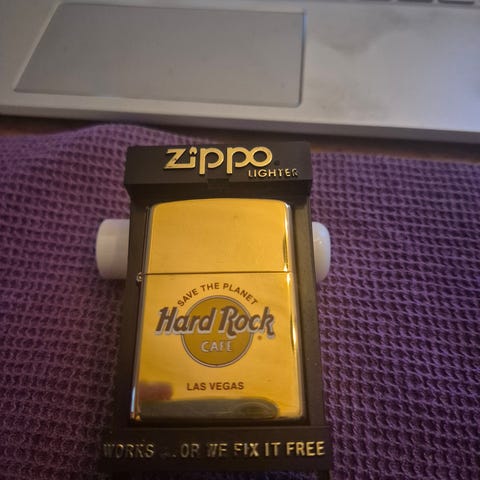 zippo
LIGHTER
SAVE THE PLANET
Hard Rock
CAFE
LAS VEGAS
WORKS ... OR WE FIX IT FREE